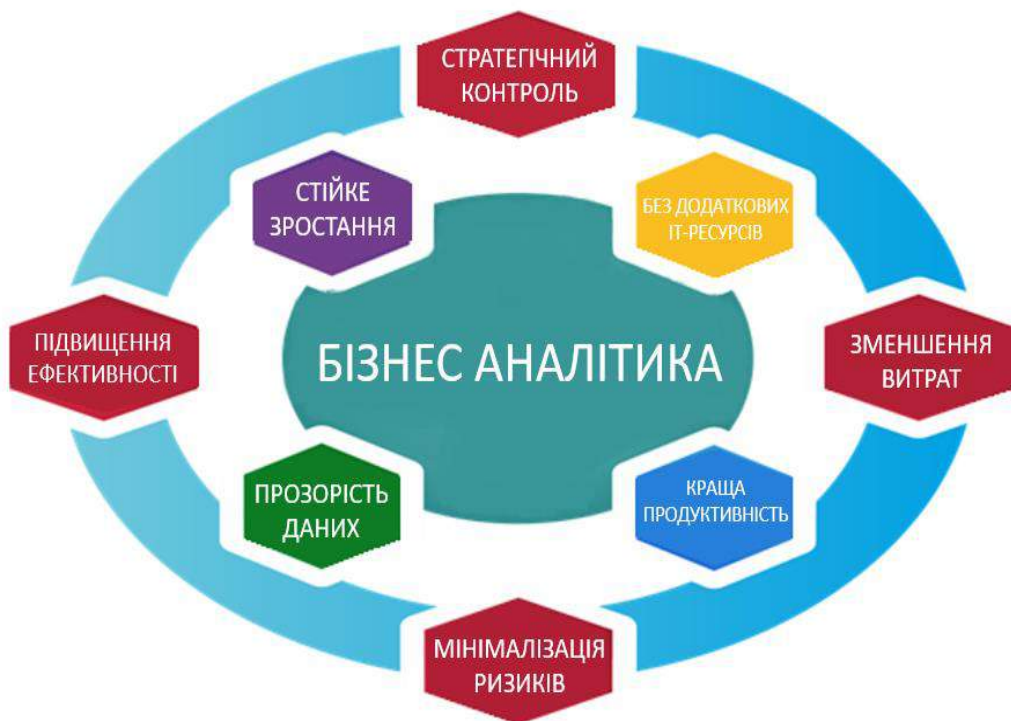 СТРАТЕГІЧНИЙ
КОНТРОЛЬ
СТІЙКЕ
ЗРОСТАННЯ
БЕЗ ДОДАТКОВИХ
ІТ-РЕСУРСІВ
ПІДВИЩЕННЯ
ЕФЕКТИВНОСТІ
БІЗНЕС АНАЛІТИКА
ЗМЕНШЕННЯ
ВИТРАТ
ПРОЗОРІСТЬ
ДАНИХ
КРАЩА
ПРОДУКТИВНІСТЬ
МІНІМАЛІЗАЦІЯ
РИЗИКІВ